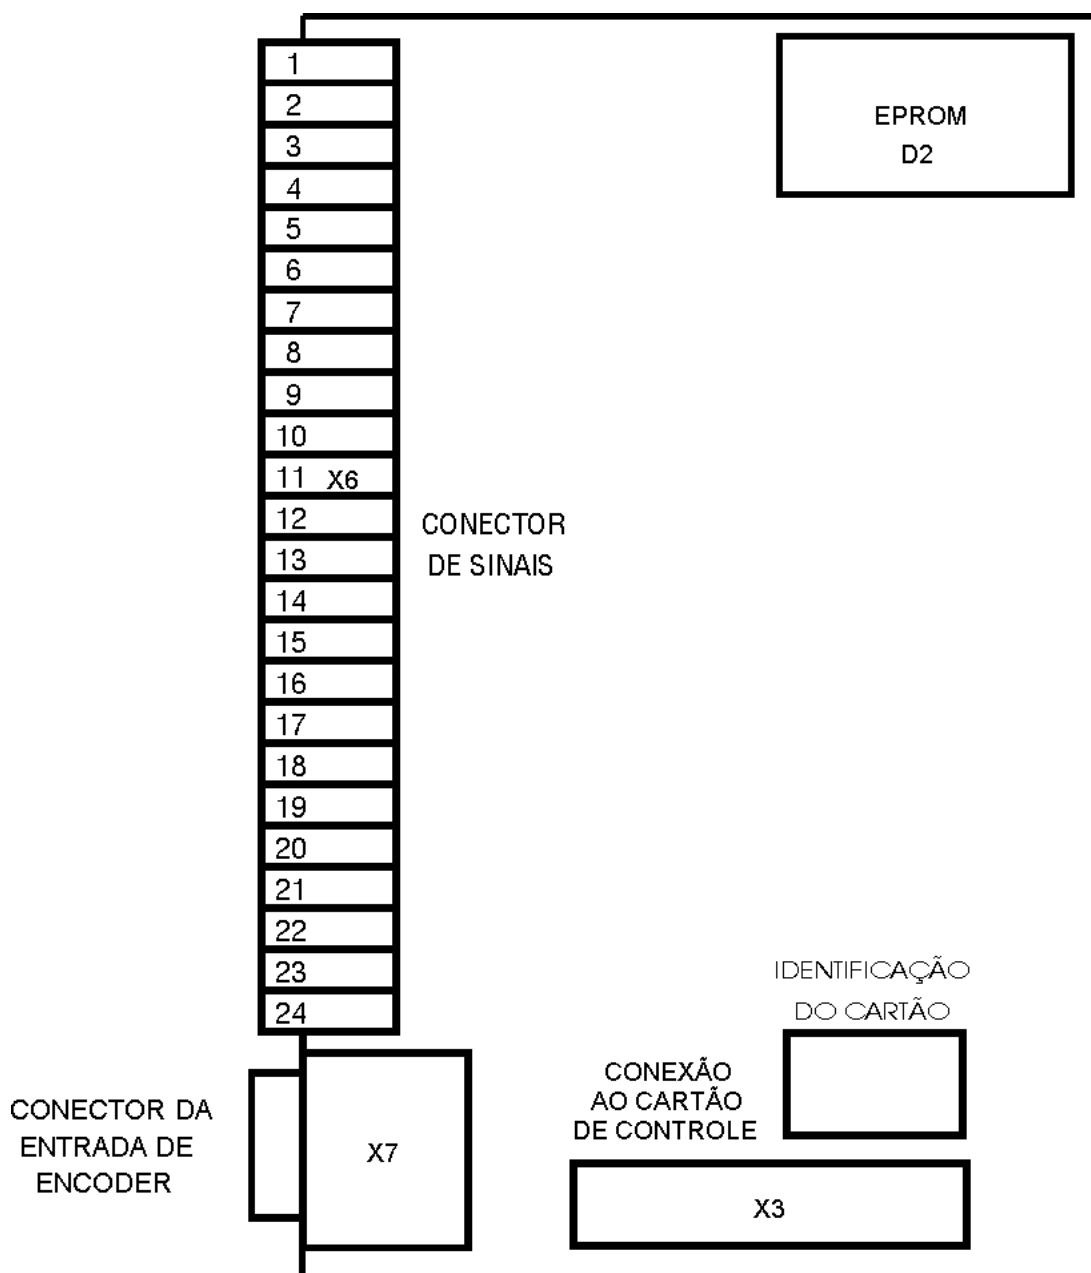 1
2
3
4
5
6
7
8
9
10
11 X6
12
13
14
15
16
17
18
19
20
21
22
23
24
EPROM
D2
CONECTOR
DE SINAIS
IDENTIFICAÇÃO
DO CARTÃO
CONEXÃO
AO CARTÃO
DE CONTROLE
CONECTOR DA
ENTRADA DE
ENCODER
X7
X3